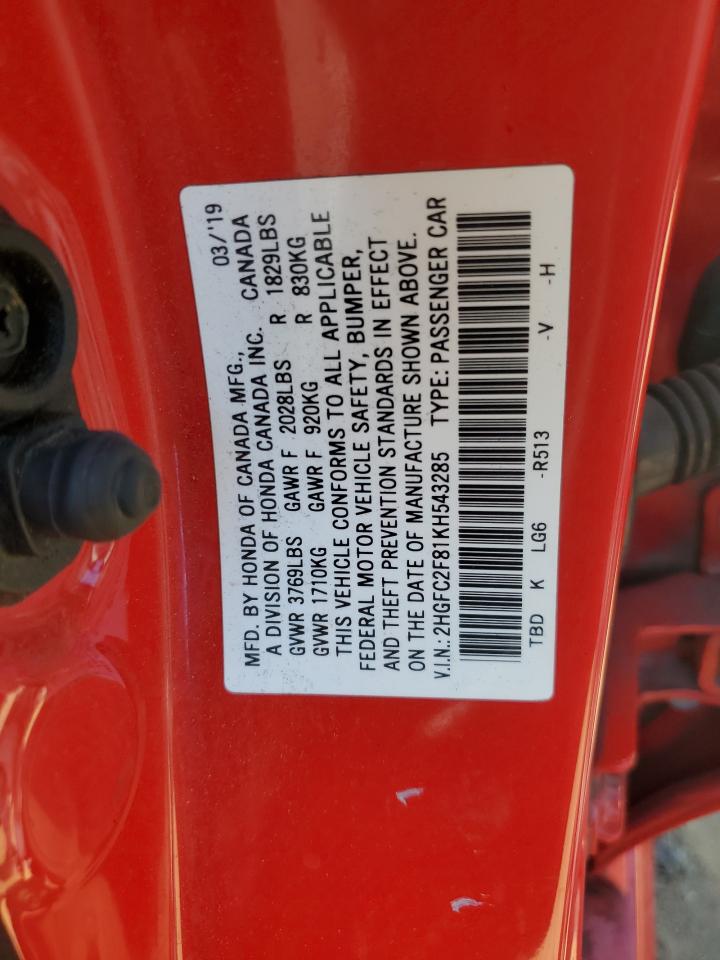 MFD. BY HONDA OF CANADA MFG., 03/'19
A DIVISION OF HONDA CANADA INC. CANADA
GVWR 3769LBS GAWR F 2028LBS R 1829LBS
GVWR 1710KG GAWR F 920KG R 830KG
THIS VEHICLE CONFORMS TO ALL APPLICABLE
FEDERAL MOTOR VEHICLE SAFETY, BUMPER,
AND THEFT PREVENTION STANDARDS IN EFFECT
ON THE DATE OF MANUFACTURE SHOWN ABOVE.
V.I.N.: 2HGFC2F81KH543285 TYPE: PASSENGER CAR
TBD K LG6 -R513 -V -H